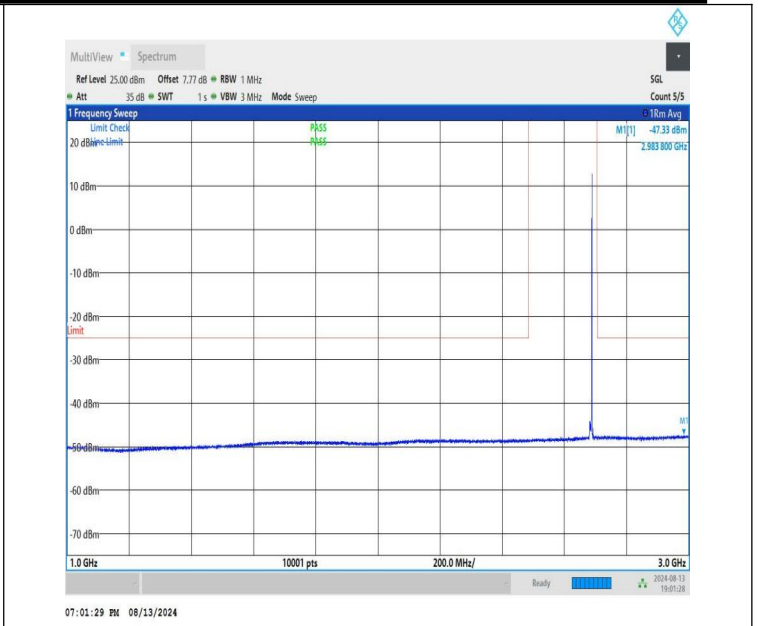 MultiView Spectrum
Ref Level 25.00 dBm Offset 7.77 dB RBW 1 MHz SGL
Att 35 dB SWT 1 s VBW 3 MHz Mode Sweep Count 5/5
1 Frequency Sweep 1Rm Avg
Limit Check PASS M1[1] -47.33 dBm
20 dBm Line Limit PASS 2.983 800 GHz
10 dBm
0 dBm
-10 dBm
-20 dBm
Limit
-30 dBm
-40 dBm
M1
-50 dBm
-60 dBm
-70 dBm
1.0 GHz 10001 pts 200.0 MHz/ 3.0 GHz
Ready 2024-08-13
19:01:28
07:01:29 PM 08/13/2024